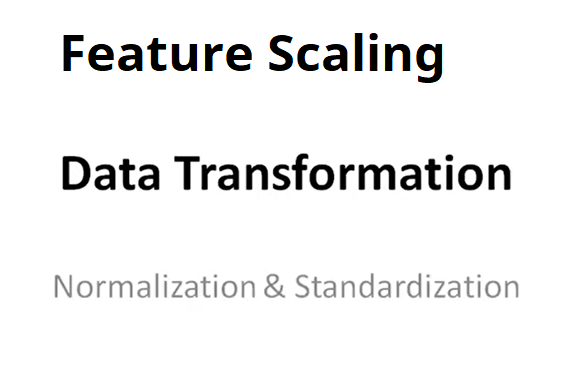 Feature Scaling
Data Transformation
Normalization & Standardization